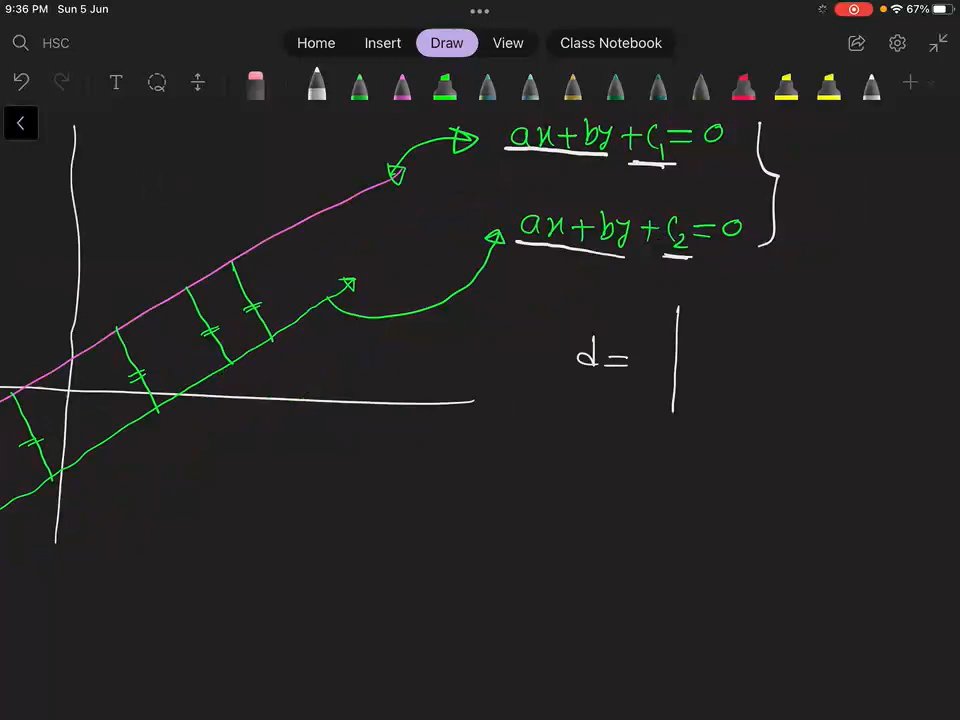 9:36 PM Sun 5 Jun
67%
HSC
Home Insert Draw View Class Notebook
T
ax+by+C₁=0
ax+by+C₂=0
d= |